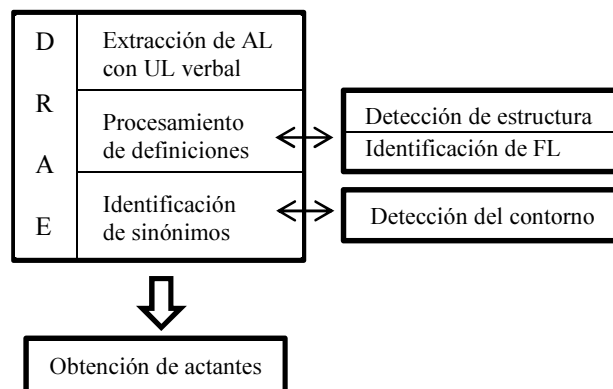 D
R
A
E
Extracción de AL
con UL verbal
Procesamiento
de definiciones
Identificación
de sinónimos
Detección de estructura
Identificación de FL
Detección del contorno
Obtención de actantes